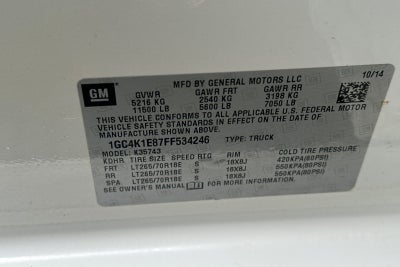 MFD BY GENERAL MOTORS LLC
10/14
GM
GVWR GAWR FRT GAWR RR
5216 KG 2540 KG 3198 KG
11500 LB 5600 LB 7050 LB
THIS VEHICLE CONFORMS TO ALL APPLICABLE U.S. FEDERAL MOTOR
VEHICLE SAFETY STANDARDS IN EFFECT ON THE DATE OF
MANUFACTURE SHOWN ABOVE.
1GC4K1E87FF534246 TYPE: TRUCK
MODEL: K35743
KDHR TIRE SIZE SPEED RTG RIM COLD TIRE PRESSURE
FRT LT265/70R18E S 18X8J 420KPA(60PSI)
RR LT265/70R18E S 18X8J 550KPA(80PSI)
SPA LT265/70R18E S 18X8J 550KPA(80PSI)
SEE OWNER'S MANUAL